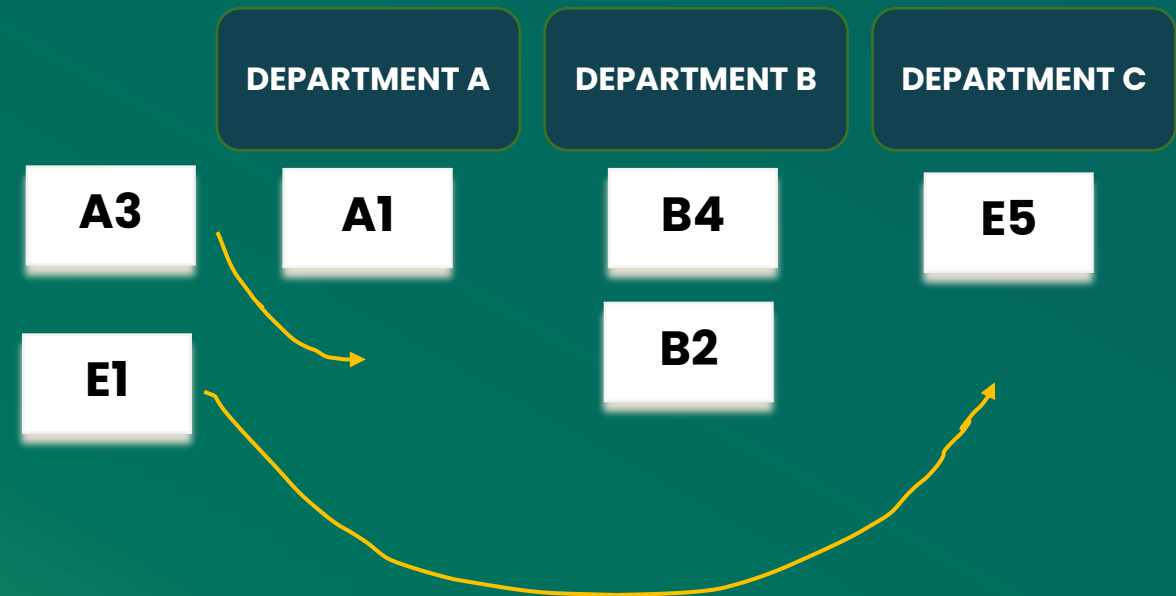 DEPARTMENT A
DEPARTMENT B
DEPARTMENT C
A3
A1
B4
E5
E1
B2